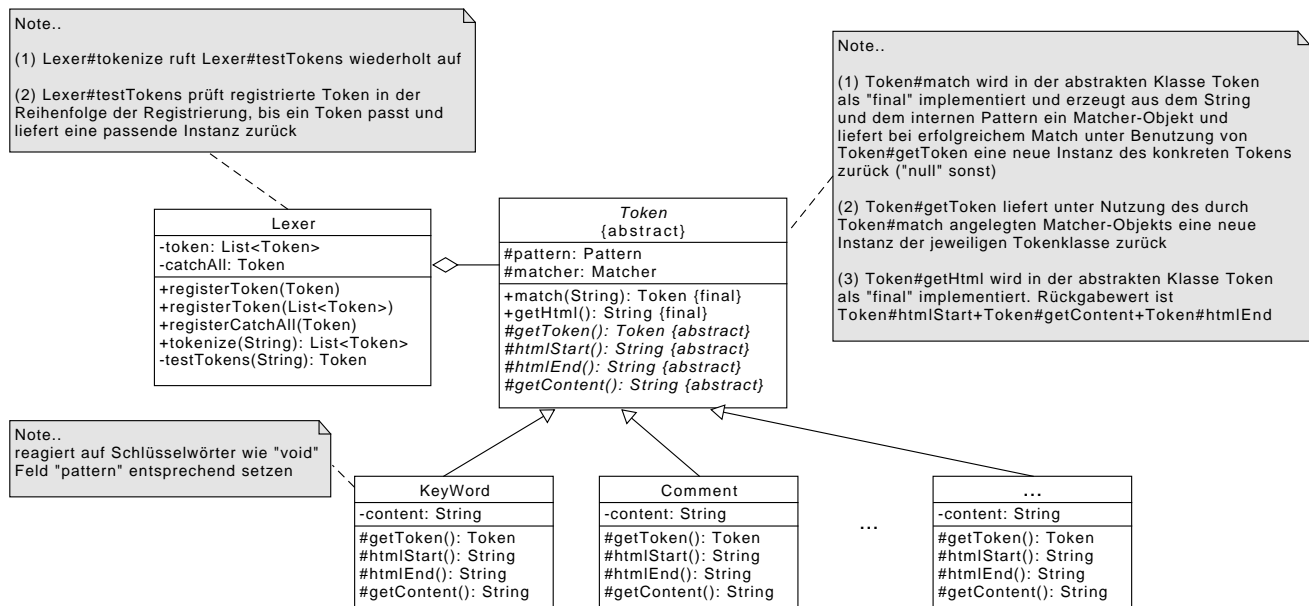 Note..
(1) Lexer#tokenize ruft Lexer#testTokens wiederholt auf
(2) Lexer#testTokens prüft registrierte Token in der
Reihenfolge der Registrierung, bis ein Token passt und
liefert eine passende Instanz zurück
Note..
(1) Token#match wird in der abstrakten Klasse Token
als "final" implementiert und erzeugt aus dem String
und dem internen Pattern ein Matcher-Objekt und
liefert bei erfolgreichem Match unter Benutzung von
Token#getToken eine neue Instanz des konkreten Tokens
zurück ("null" sonst)
(2) Token#getToken liefert unter Nutzung des durch
Token#match angelegten Matcher-Objekts eine neue
Instanz der jeweiligen Tokenklasse zurück
(3) Token#getHtml wird in der abstrakten Klasse Token
als "final" implementiert. Rückgabewert ist
Token#htmlStart+Token#getContent+Token#htmlEnd
Lexer
-token: List<Token>
-catchAll: Token
+registerToken(Token)
+registerToken(List<Token>)
+registerCatchAll(Token)
+tokenize(String): List<Token>
-testTokens(String): Token
Token
{abstract}
#pattern: Pattern
#matcher: Matcher
+match(String): Token {final}
+getHtml(): String {final}
#getToken(): Token {abstract}
#htmlStart(): String {abstract}
#htmlEnd(): String {abstract}
#getContent(): String {abstract}
Note..
reagiert auf Schlüsselwörter wie "void"
Feld "pattern" entsprechend setzen
KeyWord
-content: String
#getToken(): Token
#htmlStart(): String
#htmlEnd(): String
#getContent(): String
Comment
-content: String
#getToken(): Token
#htmlStart(): String
#htmlEnd(): String
#getContent(): String
...
...
-content: String
#getToken(): Token
#htmlStart(): String
#htmlEnd(): String
#getContent(): String